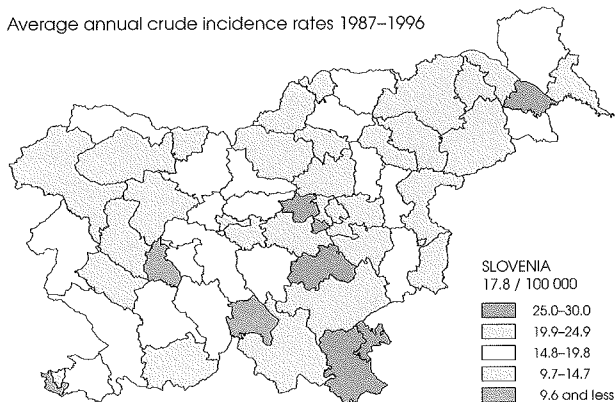 Average annual crude incidence rates 1987–1996
SLOVENIA
17.8 / 100 000
25.0–30.0
19.9–24.9
14.8–19.8
9.7–14.7
9.6 and less